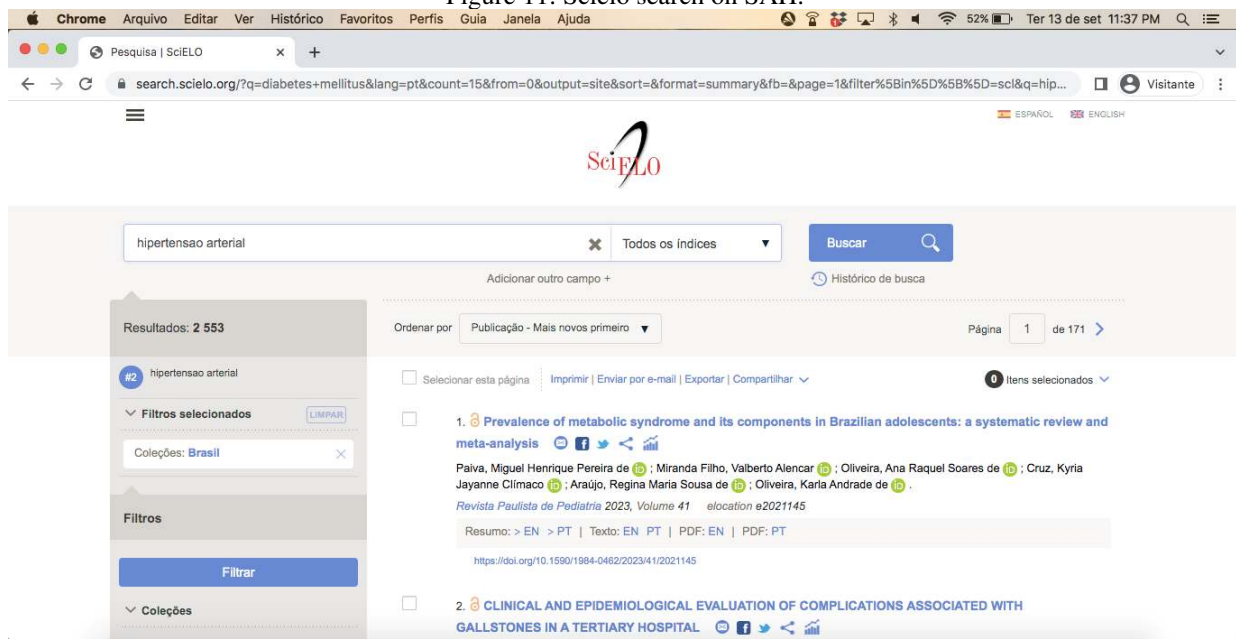 Figure 11: Scielo search on SAH.
Chrome Arquivo Editar Ver Histórico Favoritos Perfis Guia Janela Ajuda 52% Ter 13 de set 11:37 PM
Pesquisa | SciELO
search.scielo.org/?q=diabetes+mellitus&lang=pt&count=15&from=0&output=site&sort=&format=summary&fb=&page=1&filter%5Bin%5D%5B%5D=scl&q=hip... Visitante
ESPAÑOL ENGLISH
SciELO
hipertensao arterial Todos os índices Buscar
Adicionar outro campo + Histórico de busca
Resultados: 2 553 Ordenar por Publicação - Mais novos primeiro Página 1 de 171
#2 hipertensao arterial
Selecionar esta página Imprimir | Enviar por e-mail | Exportar | Compartilhar 0 Itens selecionados
Filtros selecionados LIMPAR
Coleções: Brasil
Filtros
Filtrar
Coleções
1. Prevalence of metabolic syndrome and its components in Brazilian adolescents: a systematic review and
meta-analysis
Paiva, Miguel Henrique Pereira de ; Miranda Filho, Valberto Alencar ; Oliveira, Ana Raquel Soares de ; Cruz, Kyria
Jayanne Clímaco ; Araújo, Regina Maria Sousa de ; Oliveira, Karla Andrade de .
Revista Paulista de Pediatria 2023, Volume 41 elocation e2021145
Resumo: > EN > PT | Texto: EN PT | PDF: EN | PDF: PT
https://doi.org/10.1590/1984-0462/2023/41/2021145
2. CLINICAL AND EPIDEMIOLOGICAL EVALUATION OF COMPLICATIONS ASSOCIATED WITH
GALLSTONES IN A TERTIARY HOSPITAL